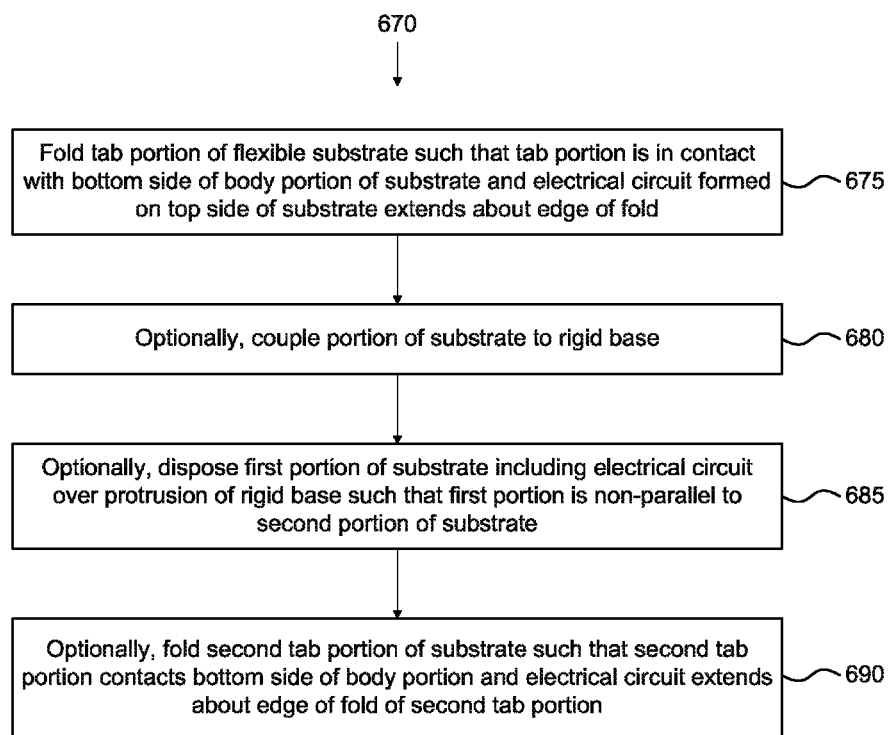 670
Fold tab portion of flexible substrate such that tab portion is in contact
with bottom side of body portion of substrate and electrical circuit formed
on top side of substrate extends about edge of fold
675
Optionally, couple portion of substrate to rigid base
680
Optionally, dispose first portion of substrate including electrical circuit
over protrusion of rigid base such that first portion is non-parallel to
second portion of substrate
685
Optionally, fold second tab portion of substrate such that second tab
portion contacts bottom side of body portion and electrical circuit extends
about edge of fold of second tab portion
690